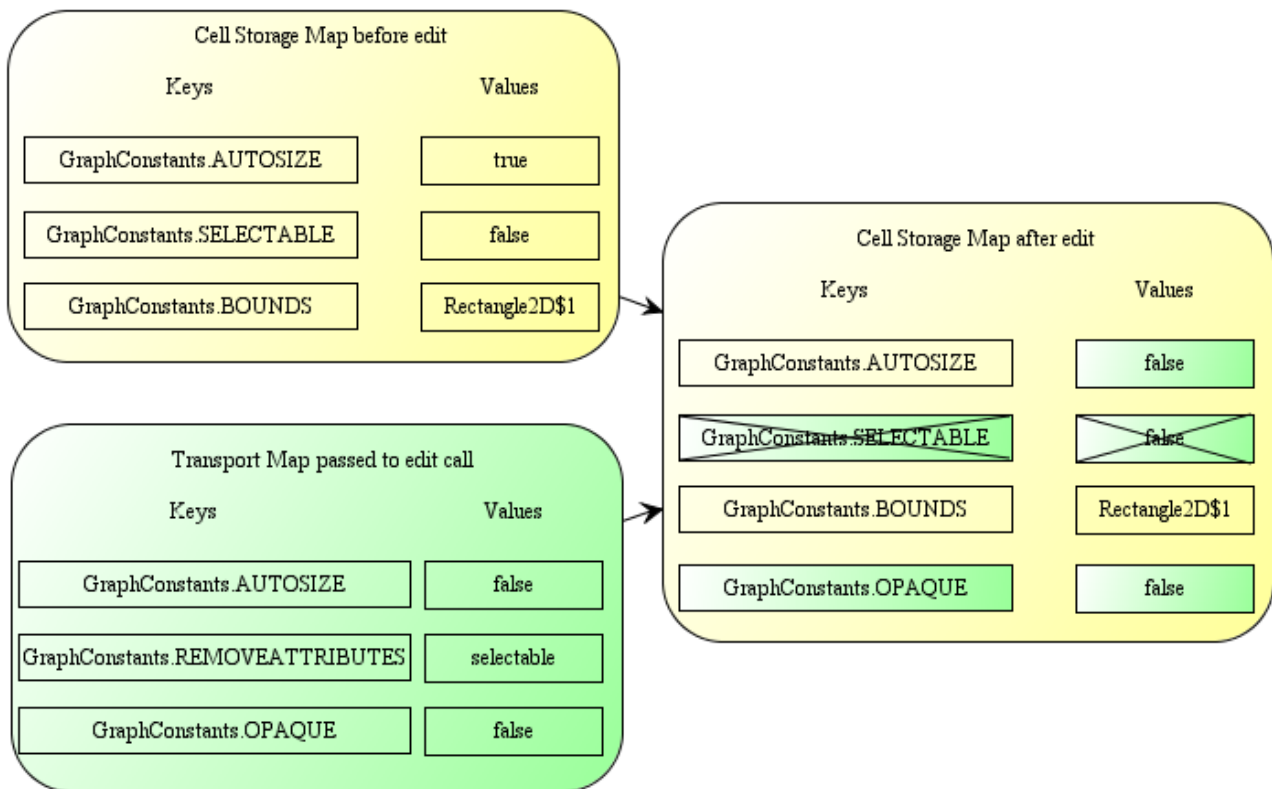 Cell Storage Map before edit
Keys Values
GraphConstants.AUTOSIZE true
GraphConstants.SELECTABLE false
GraphConstants.BOUNDS Rectangle2D$1
Transport Map passed to edit call
Keys Values
GraphConstants.AUTOSIZE false
GraphConstants.REMOVEATTRIBUTES selectable
GraphConstants.OPAQUE false
Cell Storage Map after edit
Keys Values
GraphConstants.AUTOSIZE false
GraphConstants.SELECTABLE false
GraphConstants.BOUNDS Rectangle2D$1
GraphConstants.OPAQUE false